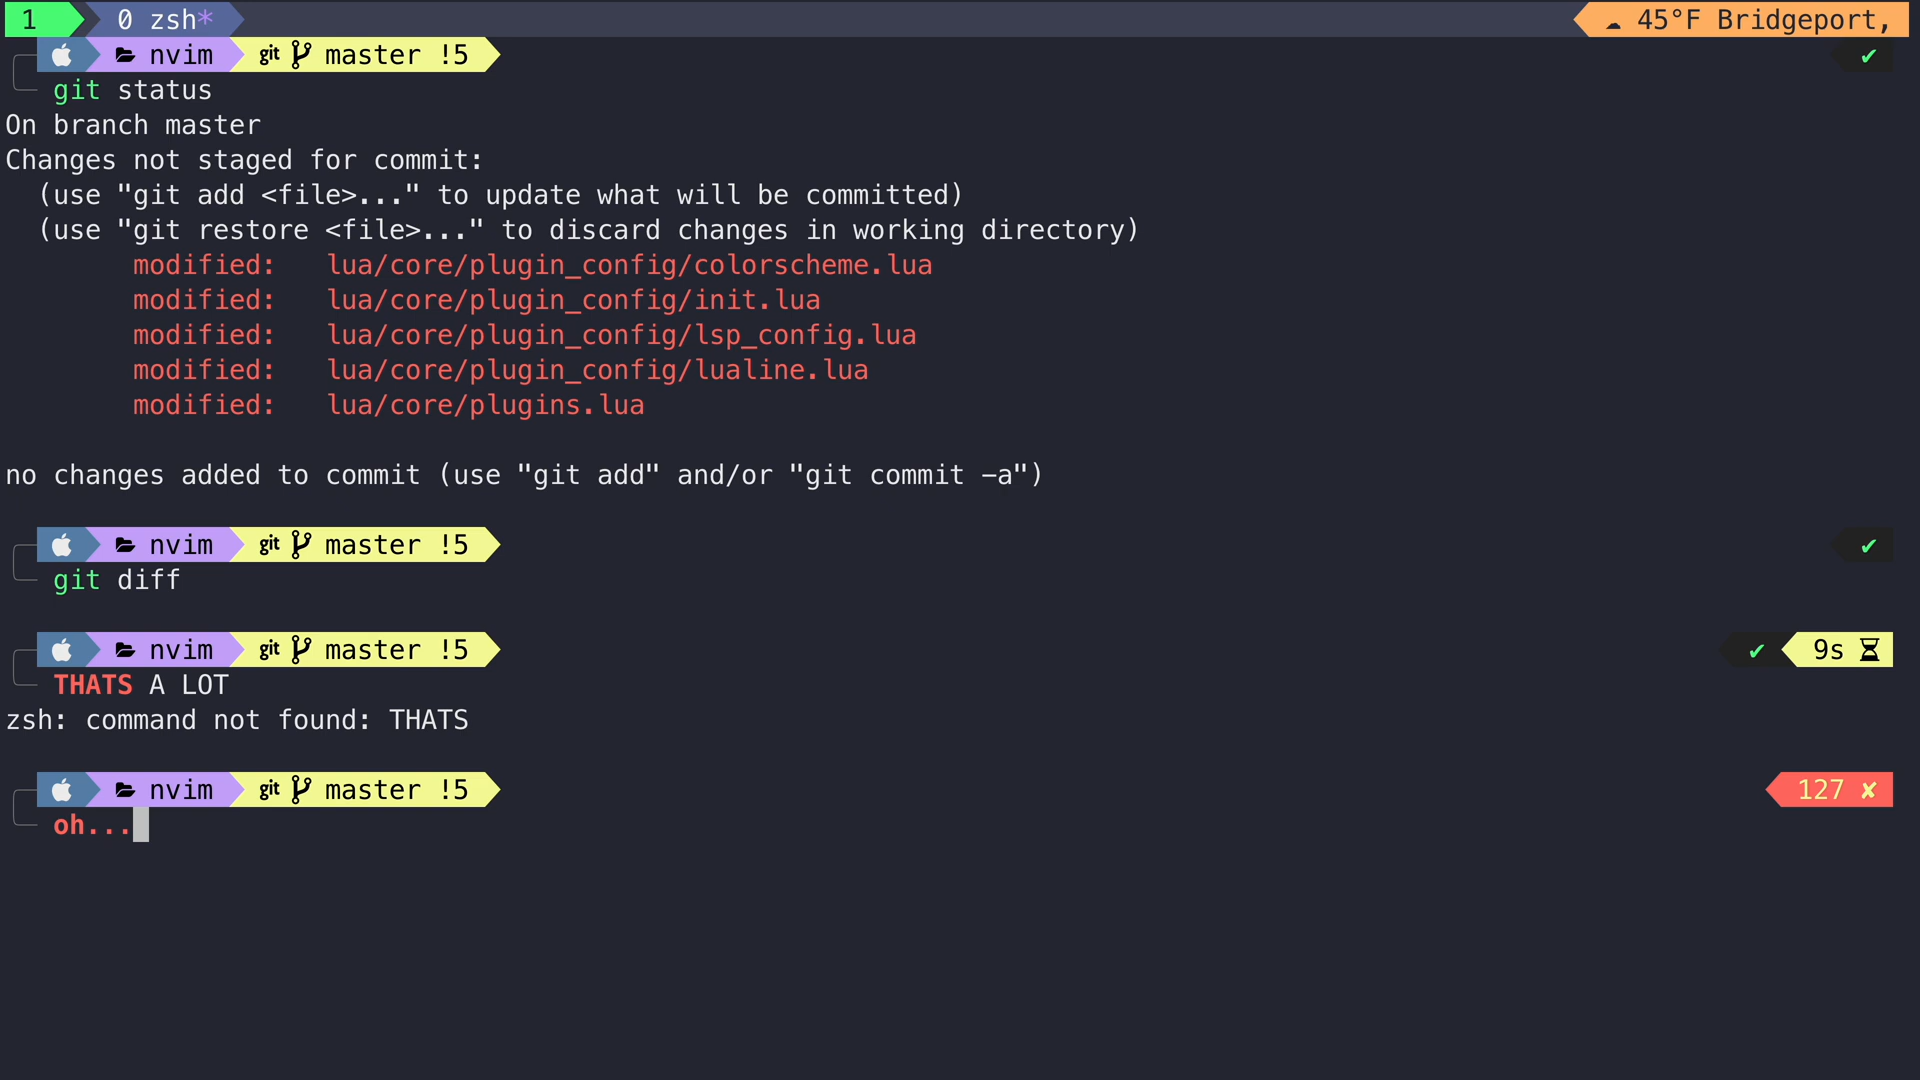 1 0 zsh* 45°F Bridgeport,
nvim git master !5 ✔
git status
On branch master
Changes not staged for commit:
(use "git add <file>..." to update what will be committed)
(use "git restore <file>..." to discard changes in working directory)
modified: lua/core/plugin_config/colorscheme.lua
modified: lua/core/plugin_config/init.lua
modified: lua/core/plugin_config/lsp_config.lua
modified: lua/core/plugin_config/lualine.lua
modified: lua/core/plugins.lua
no changes added to commit (use "git add" and/or "git commit -a")
nvim git master !5 ✔
git diff
nvim git master !5 ✔ 9s
THATS A LOT
zsh: command not found: THATS
nvim git master !5 127 ✘
oh...